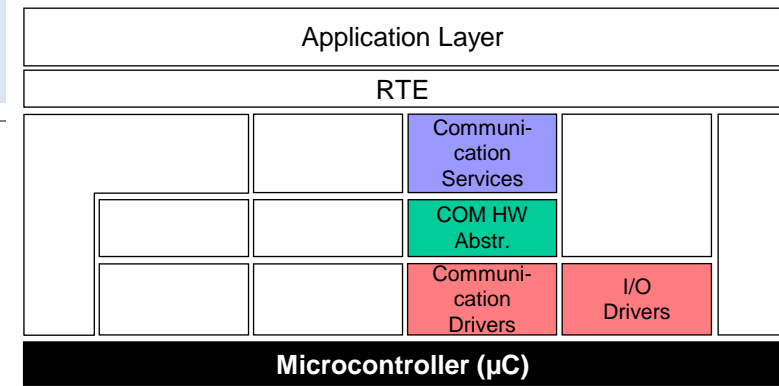 Application Layer
RTE
Communi-
cation
Services
COM HW
Abstr.
Communi-
cation
Drivers
I/O
Drivers
Microcontroller (µC)